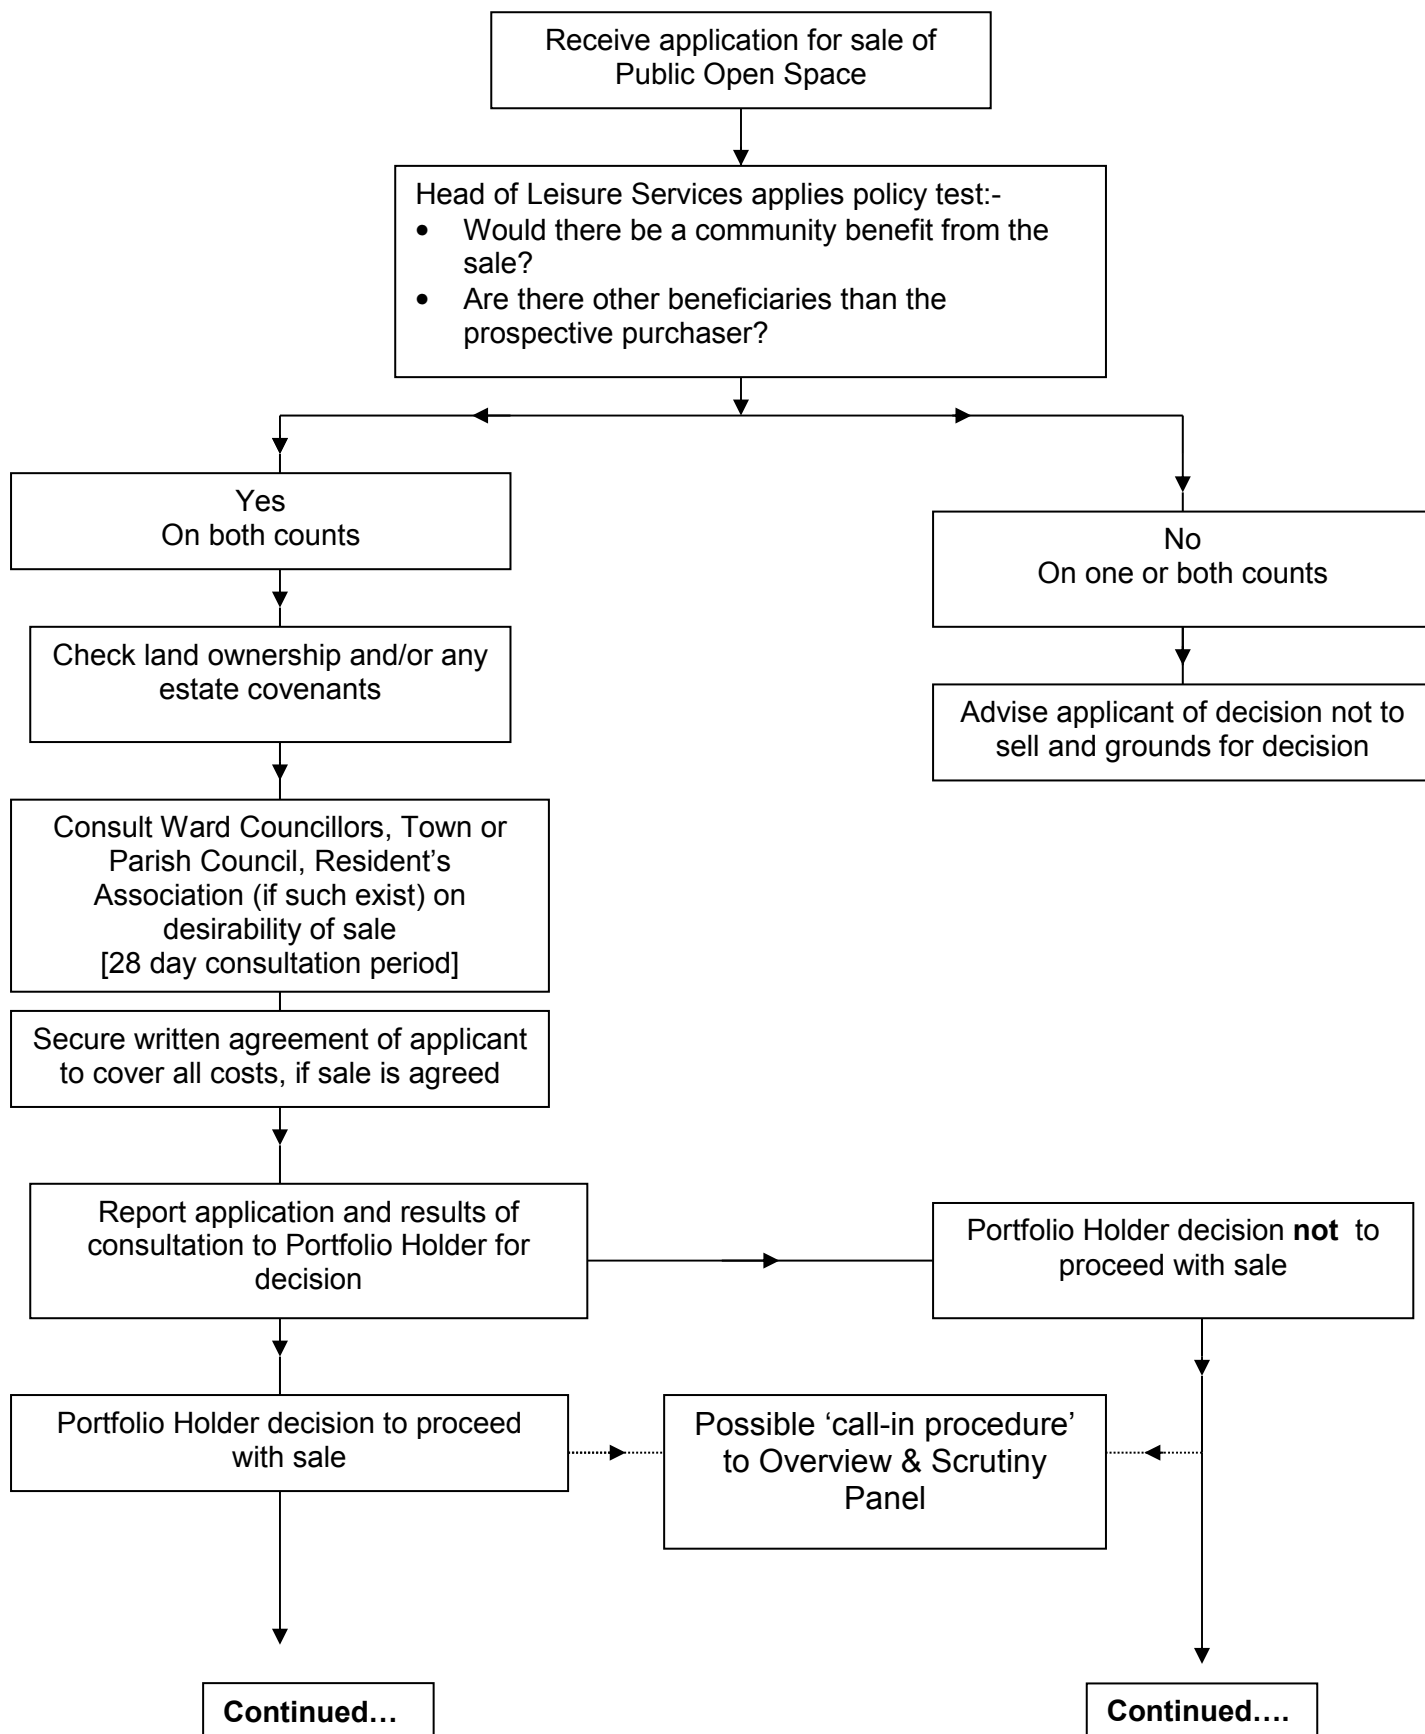 Receive application for sale of
Public Open Space
Head of Leisure Services applies policy test:-
• Would there be a community benefit from the
sale?
• Are there other beneficiaries than the
prospective purchaser?
Yes
On both counts
No
On one or both counts
Check land ownership and/or any
estate covenants
Advise applicant of decision not to
sell and grounds for decision
Consult Ward Councillors, Town or
Parish Council, Resident’s
Association (if such exist) on
desirability of sale
[28 day consultation period]
Secure written agreement of applicant
to cover all costs, if sale is agreed
Report application and results of
consultation to Portfolio Holder for
decision
Portfolio Holder decision not to
proceed with sale
Portfolio Holder decision to proceed
with sale
Possible ‘call-in procedure’
to Overview & Scrutiny
Panel
Continued…
Continued….